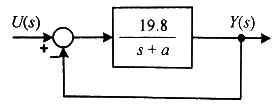 U(s)
19.8
s + a
Y(s)
+
−